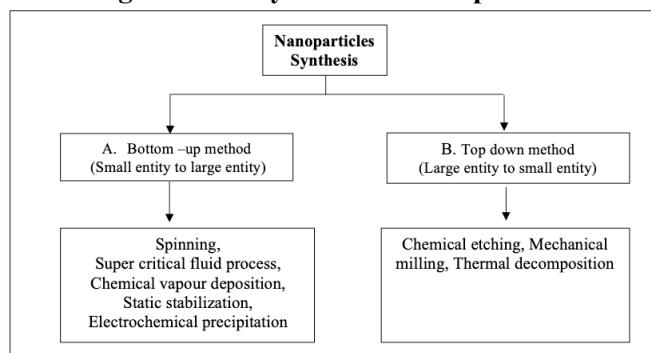 Nanoparticles
Synthesis
A. Bottom –up method
(Small entity to large entity)
B. Top down method
(Large entity to small entity)
Spinning,
Super critical fluid process,
Chemical vapour deposition,
Static stabilization,
Electrochemical precipitation
Chemical etching, Mechanical
milling, Thermal decomposition